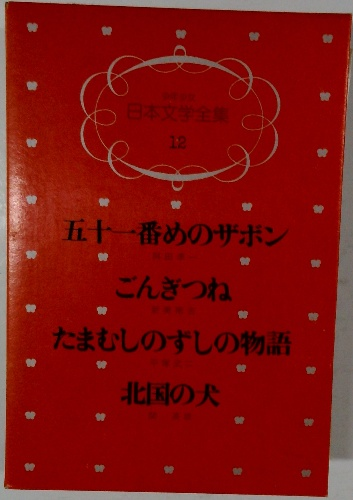 日本文学全集
12
五十一番めのザボン
ごんぎつね
たまむしのずしの物語
北国の犬